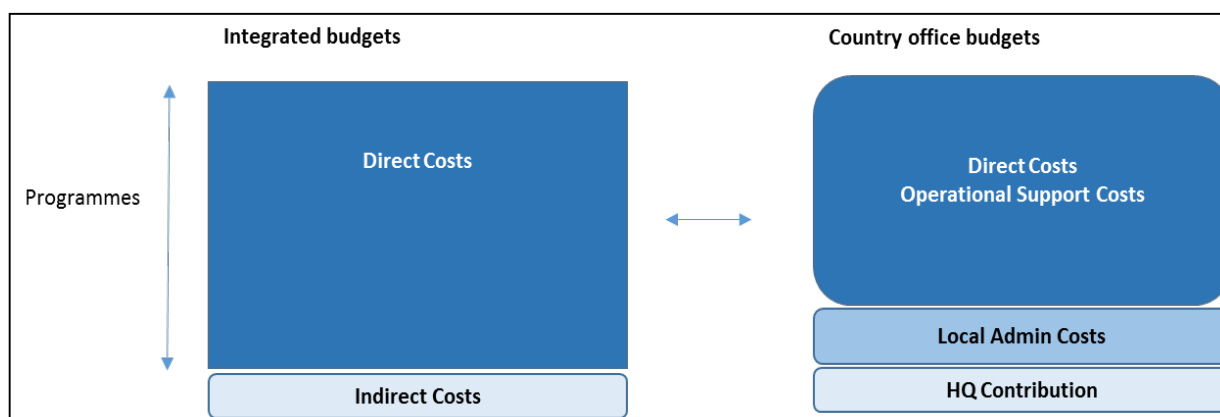 Integrated budgets
Country office budgets
Programmes
Direct Costs
Direct Costs
Operational Support Costs
Local Admin Costs
Indirect Costs
HQ Contribution